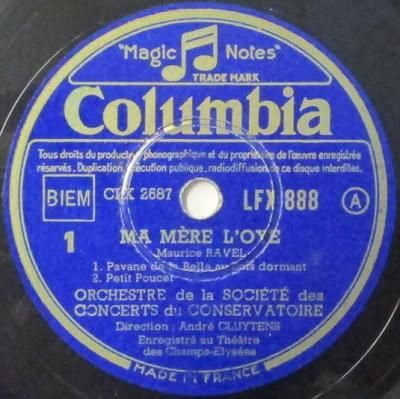 "Magic Notes"
TRADE MARK
Columbia
Tous droits du producteur phonographique et du propriétaire de l'œuvre enregistrée
réservés. Duplication, exécution publique, radiodiffusion de ce disque interdites.
BIEM CLX 2687 LFX 888 A
1 MA MÈRE L'OYE
Maurice RAVEL
1. Pavane de la Belle au Bois dormant
2. Petit Poucet
ORCHESTRE de la SOCIÉTÉ des
CONCERTS du CONSERVATOIRE
Direction : André CLUYTENS
Enregistré au Théâtre
des Champs-Elysées
MADE IN FRANCE